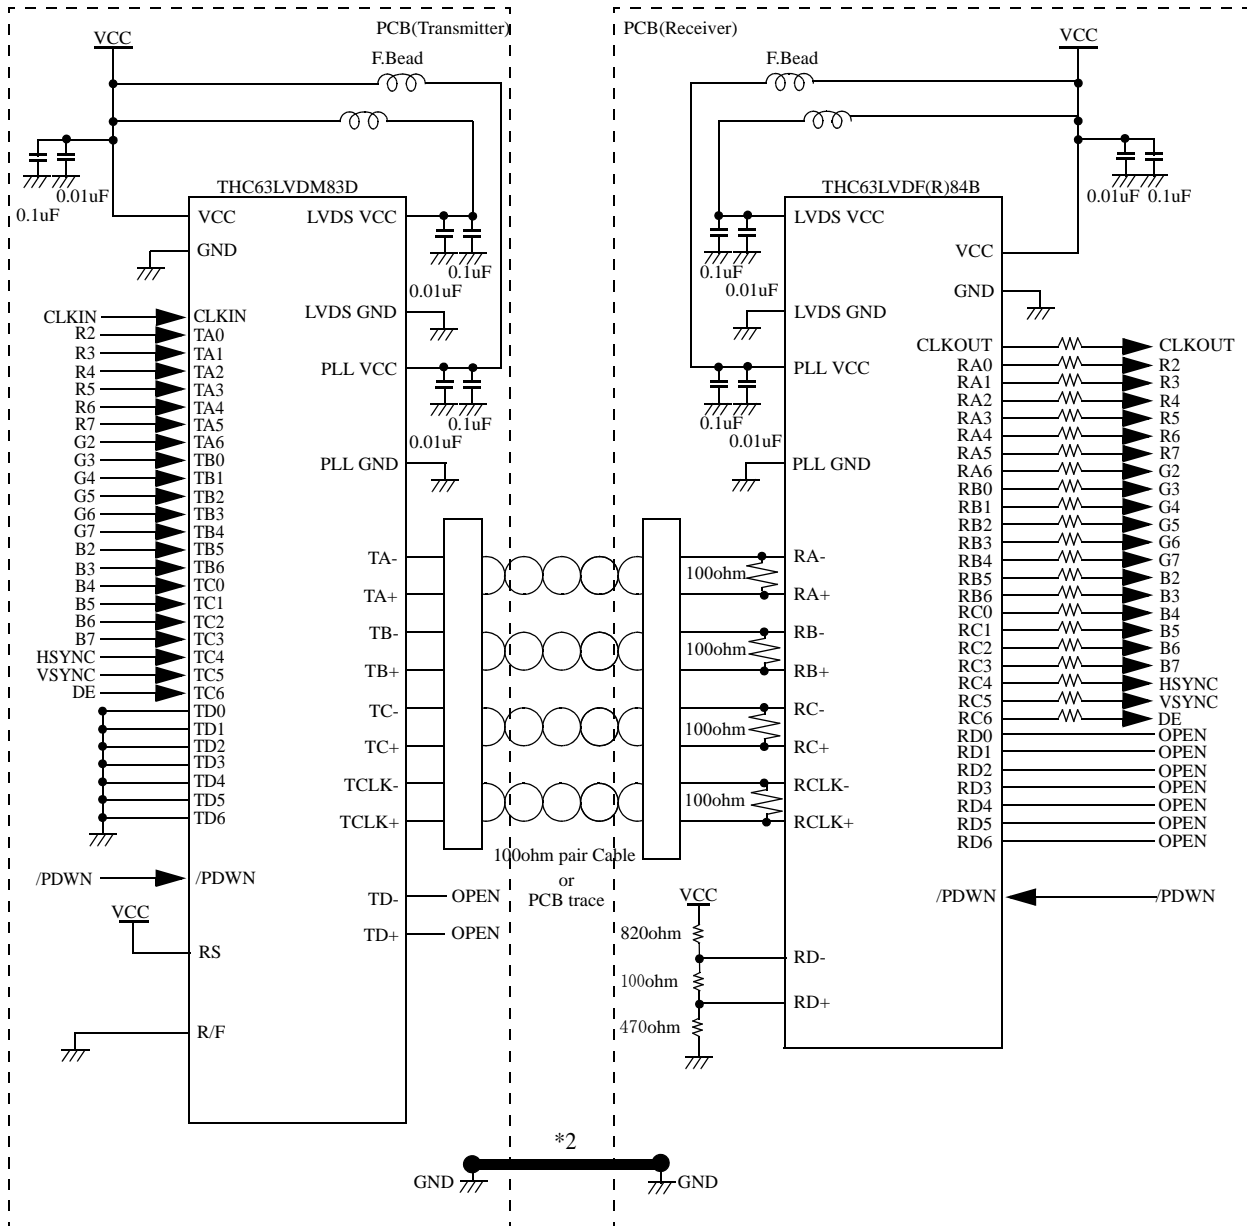 PCB(Transmitter)
PCB(Receiver)
VCC
F.Bead
0.01uF
0.1uF
THC63LVDM83D
VCC
GND
LVDS VCC
0.1uF
0.01uF
LVDS GND
PLL VCC
0.1uF
0.01uF
PLL GND
CLKIN CLKIN
R2 TA0
R3 TA1
R4 TA2
R5 TA3
R6 TA4
R7 TA5
G2 TA6
G3 TB0
G4 TB1
G5 TB2
G6 TB3
G7 TB4
B2 TB5
B3 TB6
B4 TC0
B5 TC1
B6 TC2
B7 TC3
HSYNC TC4
VSYNC TC5
DE TC6
TD0
TD1
TD2
TD3
TD4
TD5
TD6
/PDWN /PDWN
VCC
RS
R/F
TA-
TA+
TB-
TB+
TC-
TC+
TCLK-
TCLK+
TD- OPEN
TD+ OPEN
100ohm pair Cable
or
PCB trace
VCC
F.Bead
0.01uF 0.1uF
THC63LVDF(R)84B
LVDS VCC
0.1uF
0.01uF
LVDS GND
PLL VCC
0.1uF
0.01uF
PLL GND
VCC
GND
100ohm
RA-
RA+
100ohm
RB-
RB+
100ohm
RC-
RC+
100ohm
RCLK-
RCLK+
VCC
820ohm
RD-
100ohm
RD+
470ohm
CLKOUT CLKOUT
RA0 R2
RA1 R3
RA2 R4
RA3 R5
RA4 R6
RA5 R7
RA6 G2
RB0 G3
RB1 G4
RB2 G5
RB3 G6
RB4 G7
RB5 B2
RB6 B3
RC0 B4
RC1 B5
RC2 B6
RC3 B7
RC4 HSYNC
RC5 VSYNC
RC6 DE
RD0 OPEN
RD1 OPEN
RD2 OPEN
RD3 OPEN
RD4 OPEN
RD5 OPEN
RD6 OPEN
/PDWN /PDWN
*2
GND GND